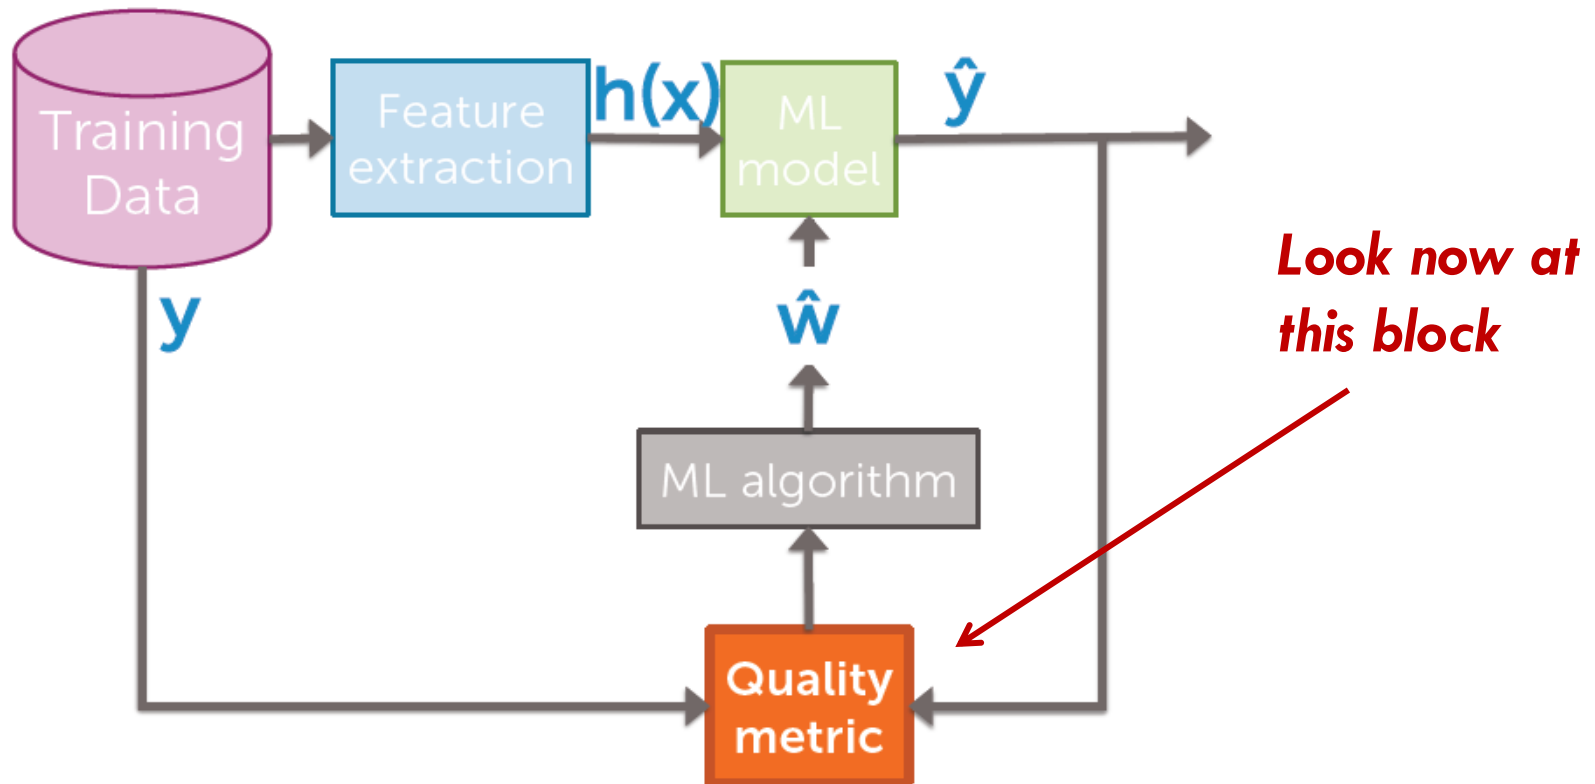 Training
Data
Feature
extraction
h(x)
ML
model
ŷ
y
ŵ
Look now at
this block
ML algorithm
Quality
metric